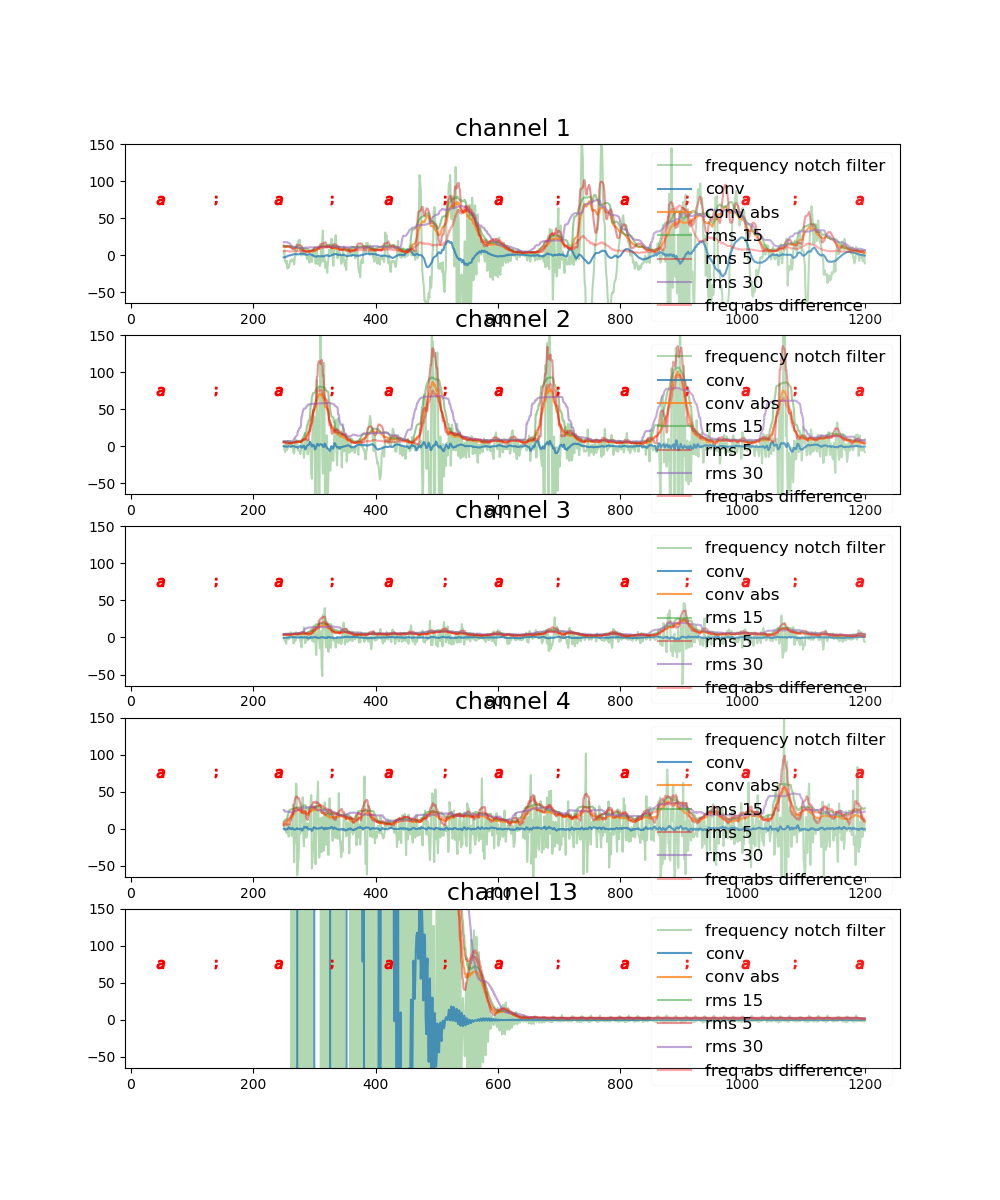 channel 1
150
100
50
0
−50
a ; a ; a ; a ; a ; a ; a
frequency notch filter
conv
conv abs
rms 15
rms 5
rms 30
freq abs difference
0 200 400 600 800 1000 1200
channel 2
150
100
50
0
−50
a ; a ; a ; a ; a ; a ; a
frequency notch filter
conv
conv abs
rms 15
rms 5
rms 30
freq abs difference
0 200 400 600 800 1000 1200
channel 3
150
100
50
0
−50
a ; a ; a ; a ; a ; a ; a
frequency notch filter
conv
conv abs
rms 15
rms 5
rms 30
freq abs difference
0 200 400 600 800 1000 1200
channel 4
150
100
50
0
−50
a ; a ; a ; a ; a ; a ; a
frequency notch filter
conv
conv abs
rms 15
rms 5
rms 30
freq abs difference
0 200 400 600 800 1000 1200
channel 13
150
100
50
0
−50
a ; a ; a ; a ; a ; a ; a
frequency notch filter
conv
conv abs
rms 15
rms 5
rms 30
freq abs difference
0 200 400 600 800 1000 1200